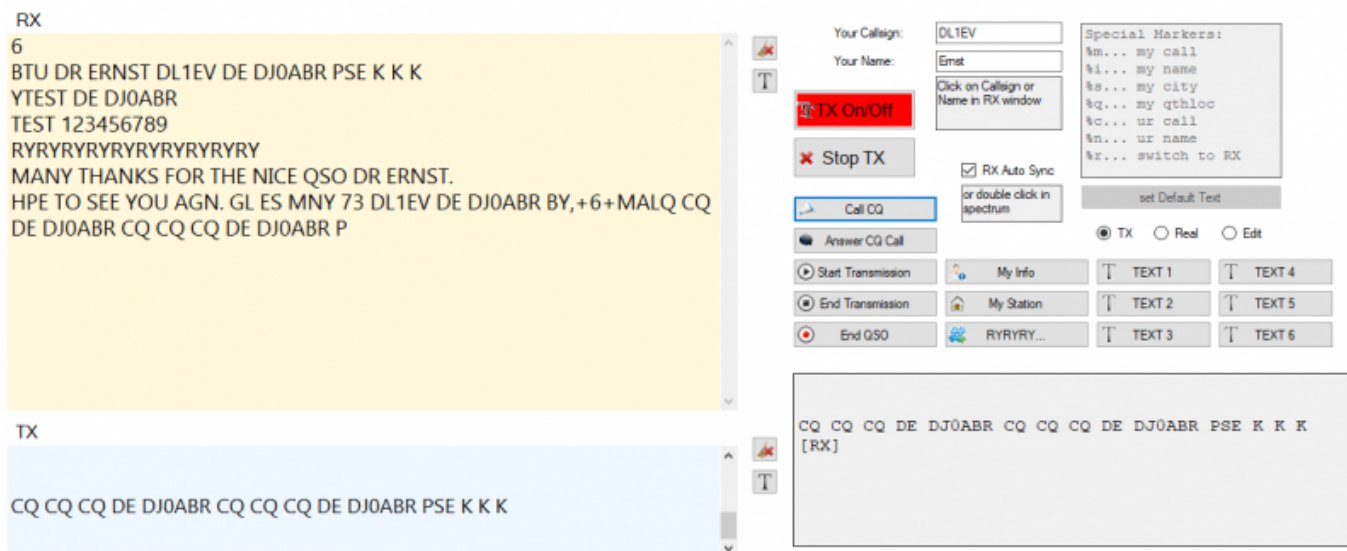 RX
6
BTU DR ERNST DL1EV DE DJ0ABR PSE K K K
YTEST DE DJ0ABR
TEST 123456789
RYRYRYRYRYRYRYRYRYRY
MANY THANKS FOR THE NICE QSO DR ERNST.
HPE TO SEE YOU AGN. GL ES MNY 73 DL1EV DE DJ0ABR BY,+6+MALQ CQ
DE DJ0ABR CQ CQ CQ DE DJ0ABR P
TX
CQ CQ CQ DE DJ0ABR CQ CQ CQ DE DJ0ABR PSE K K K
T
T
Your Callsign:
DL1EV
Your Name:
Ernst
Click on Callsign or
Name in RX window
TX On/Off
Stop TX
RX Auto Sync
or double click in
spectrum
Special Markers:
%m... my call
%i... my name
%s... my city
%q... my qthloc
%c... ur call
%n... ur name
%r... switch to RX
set Default Text
TX
Real
Edit
Call CQ
Answer CQ Call
Start Transmission
My Info
T TEXT 1
T TEXT 4
End Transmission
My Station
T TEXT 2
T TEXT 5
End QSO
RYRYRY...
T TEXT 3
T TEXT 6
CQ CQ CQ DE DJ0ABR CQ CQ CQ DE DJ0ABR PSE K K K
[RX]